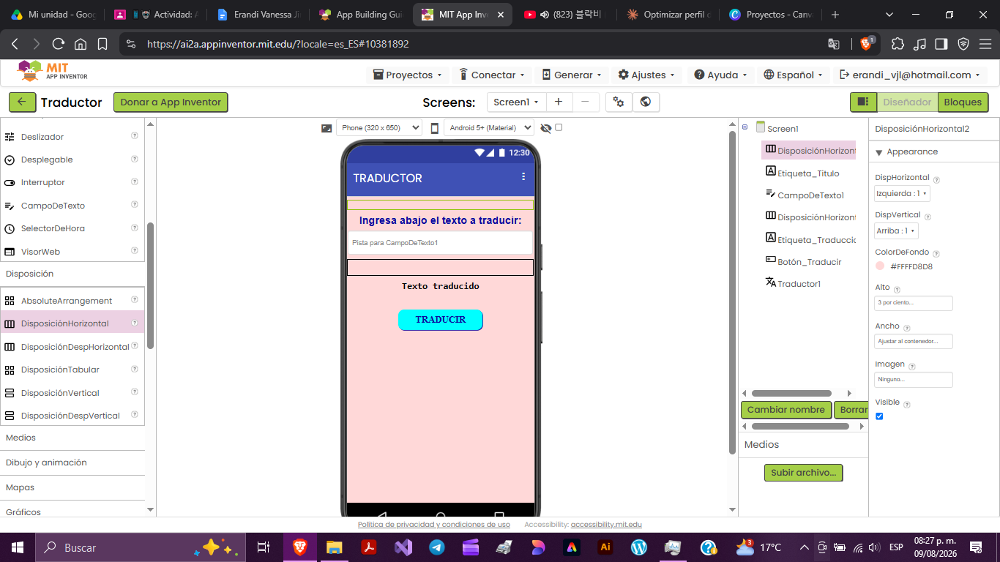 Mi unidad - Goo
Actividad: A
Erandi Vanessa Ji
App Building Gui
MIT App Inv
(823) 블락비
Optimizar perfil c
Proyectos - Canv
https://ai2a.appinventor.mit.edu/?locale=es_ES#10381892
1
MIT
APP INVENTOR
Proyectos
Conectar
Generar
Ajustes
Ayuda
Español
erandi_vjl@hotmail.com
Traductor
Donar a App Inventor
Screens:
Screen1
Diseñador
Bloques
Deslizador
Desplegable
Interruptor
CampoDeTexto
SelectorDeHora
VisorWeb
Disposición
AbsoluteArrangement
DisposiciónHorizontal
DisposiciónDespHorizontal
DisposiciónTabular
DisposiciónVertical
DisposiciónDespVertical
Medios
Dibujo y animación
Mapas
Gráficos
Phone (320 x 650)
Android 5+ (Material)
12:30
TRADUCTOR
Ingresa abajo el texto a traducir:
Pista para CampoDeTexto1
Texto traducido
TRADUCIR
Screen1
DisposiciónHorizont
Etiqueta_Titulo
CampoDeTexto1
DisposiciónHorizont
Etiqueta_Traducció
Botón_Traducir
Traductor1
Cambiar nombre
Borrar
Medios
Subir archivo...
DisposiciónHorizontal2
Appearance
DispHorizontal
Izquierda : 1
DispVertical
Arriba : 1
ColorDeFondo
#FFFFD8D8
Alto
3 por ciento...
Ancho
Ajustar al contenedor...
Imagen
Ninguno...
Visible
Política de privacidad y condiciones de uso
Accessibility: accessibility.mit.edu
Buscar
Ai
3
17°C
ESP
08:27 p. m.
09/08/2026